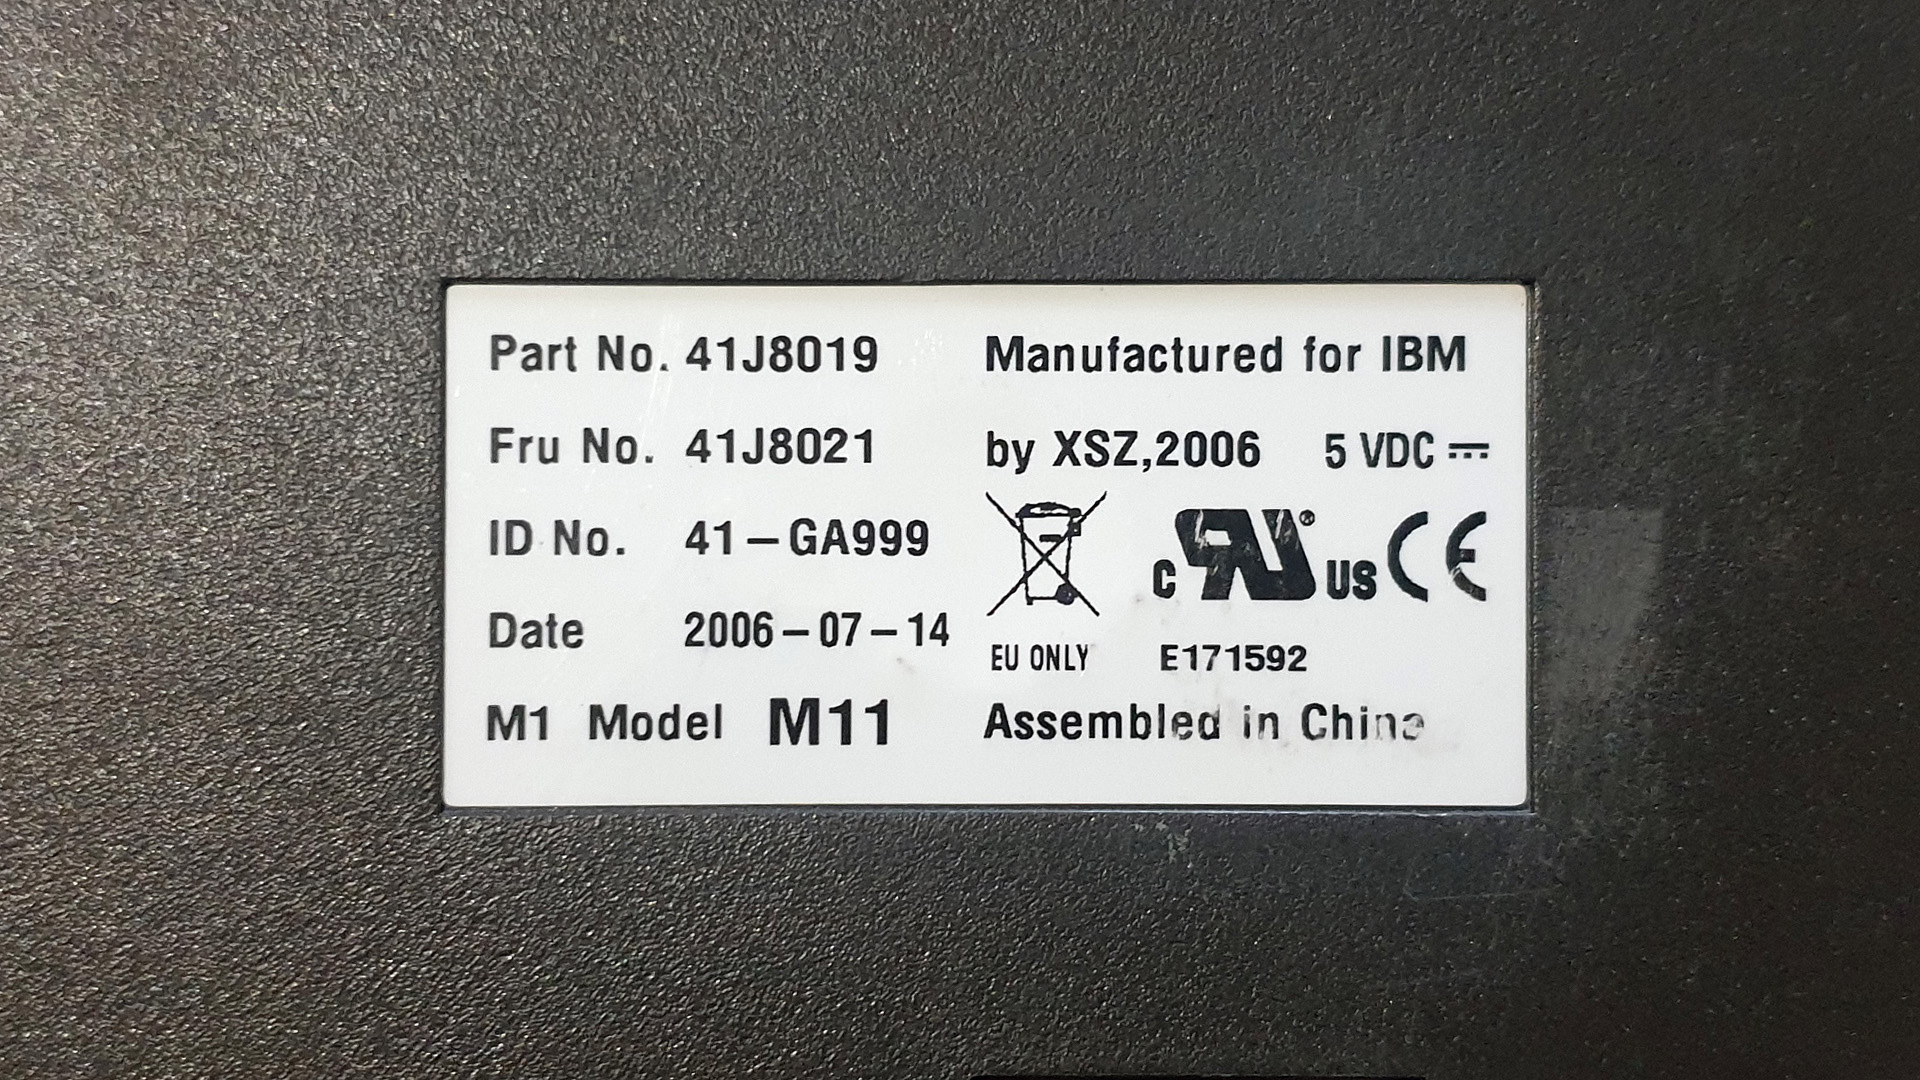 Part No. 41J8019
Fru No. 41J8021
ID No. 41-GA999
Date 2006-07-14
M1 Model M11
Manufactured for IBM
by XSZ,2006 5 VDC
C UL® US CE
EU ONLY E171592
Assembled in China